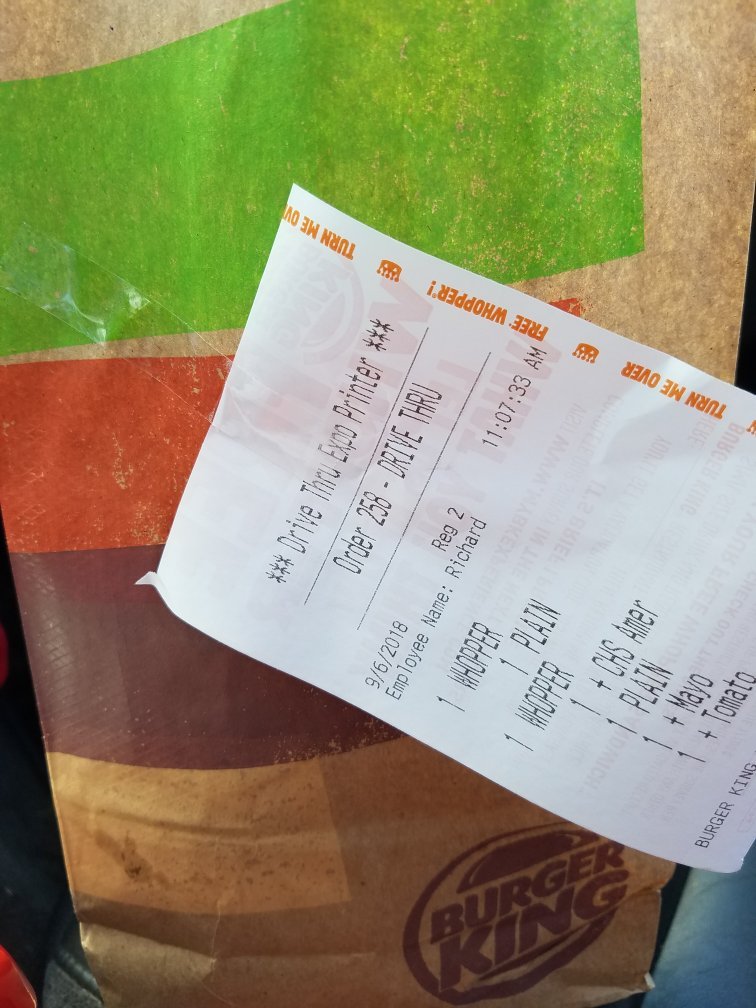 TURN ME OV
FREE WHOPPER!
TURN ME OVER
*** Drive Thru Expo Printer ***
Order 258 - DRIVE THRU
9/6/2018 11:07:33 AM
Employee Name: Richard Reg 2
1 WHOPPER
1 PLAIN
1 WHOPPER
1 + CHS Amer
1 PLAIN
1 + Mayo
1 + Tomato
BURGER KING
BURGER
KING